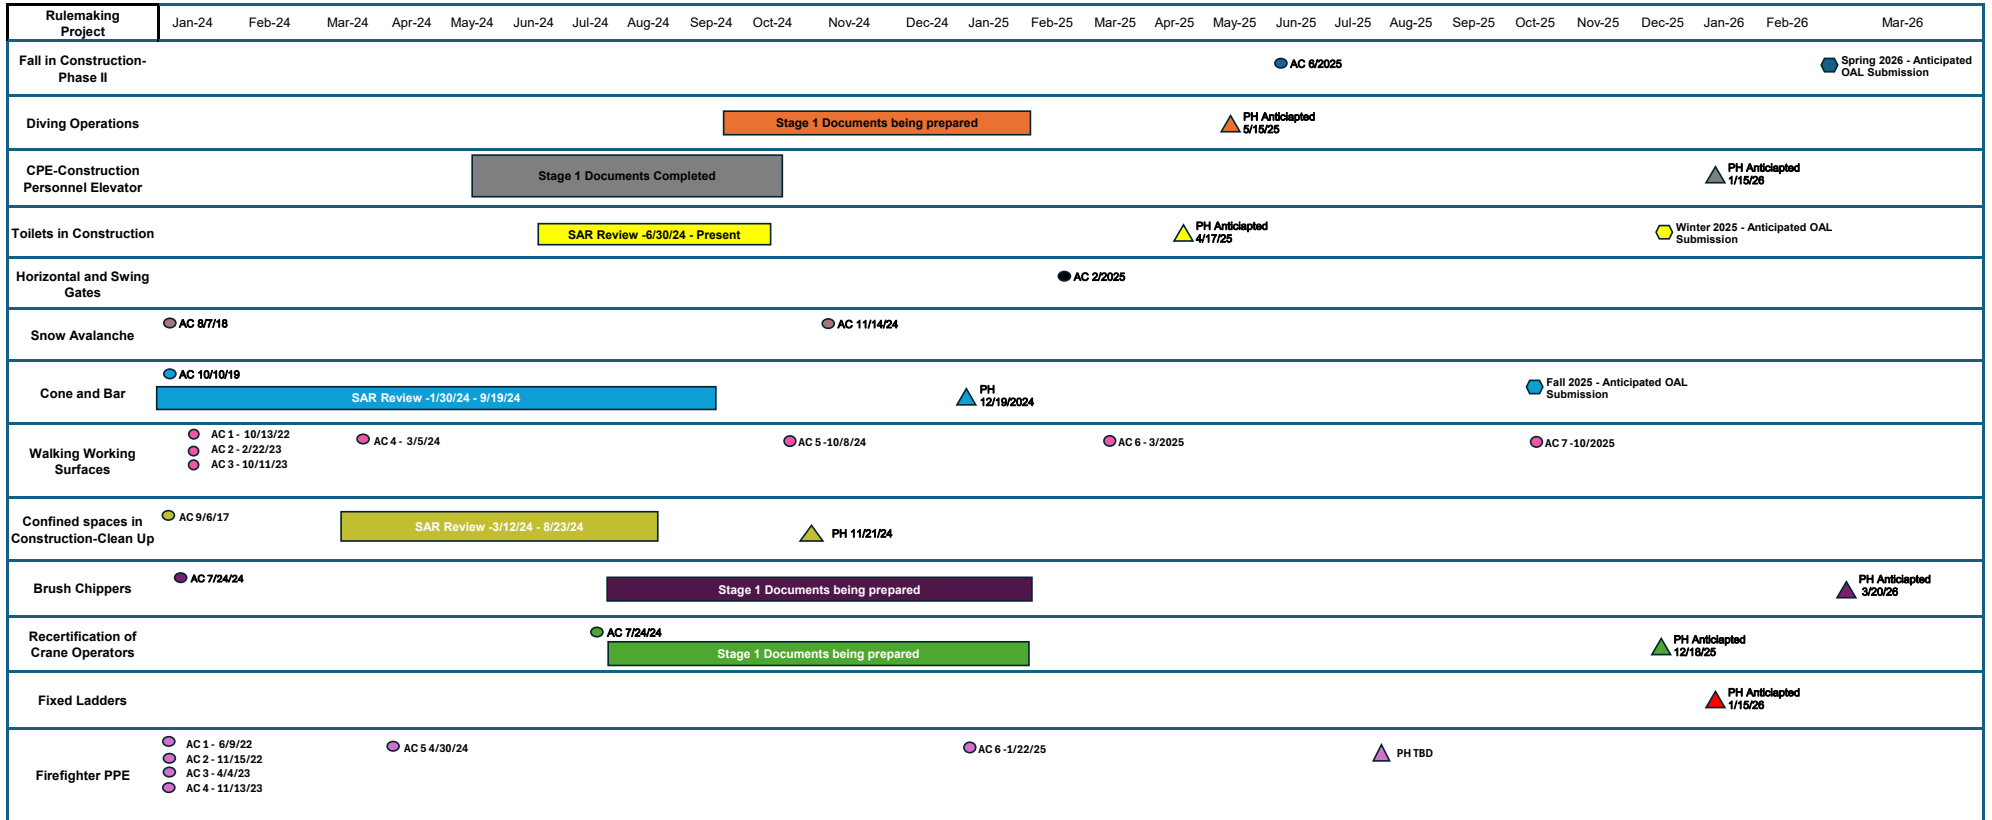 Rulemaking
Project
Jan-24 Feb-24 Mar-24 Apr-24 May-24 Jun-24 Jul-24 Aug-24 Sep-24 Oct-24 Nov-24 Dec-24 Jan-25 Feb-25 Mar-25 Apr-25 May-25 Jun-25 Jul-25 Aug-25 Sep-25 Oct-25 Nov-25 Dec-25 Jan-26 Feb-26 Mar-26
Fall in Construction-
Phase II
AC 6/2025
Spring 2026 - Anticipated
OAL Submission
Diving Operations
Stage 1 Documents being prepared
PH Anticiapted
5/15/25
CPE-Construction
Personnel Elevator
Stage 1 Documents Completed
PH Anticiapted
1/15/26
Toilets in Construction
SAR Review -6/30/24 - Present
PH Anticiapted
4/17/25
Winter 2025 - Anticipated OAL
Submission
Horizontal and Swing
Gates
AC 2/2025
Snow Avalanche
AC 8/7/18
AC 11/14/24
Cone and Bar
AC 10/10/19
SAR Review -1/30/24 - 9/19/24
PH
12/19/2024
Fall 2025 - Anticipated OAL
Submission
Walking Working
Surfaces
AC 1 - 10/13/22
AC 2 - 2/22/23
AC 3 - 10/11/23
AC 4 - 3/5/24
AC 5 -10/8/24
AC 6 - 3/2025
AC 7 -10/2025
Confined spaces in
Construction-Clean Up
AC 9/6/17
SAR Review -3/12/24 - 8/23/24
PH 11/21/24
Brush Chippers
AC 7/24/24
Stage 1 Documents being prepared
PH Anticiapted
3/20/26
Recertification of
Crane Operators
AC 7/24/24
Stage 1 Documents being prepared
PH Anticiapted
12/18/25
Fixed Ladders
PH Anticiapted
1/15/26
Firefighter PPE
AC 1 - 6/9/22
AC 2 - 11/15/22
AC 3 - 4/4/23
AC 4 - 11/13/23
AC 5 4/30/24
AC 6 -1/22/25
PH TBD